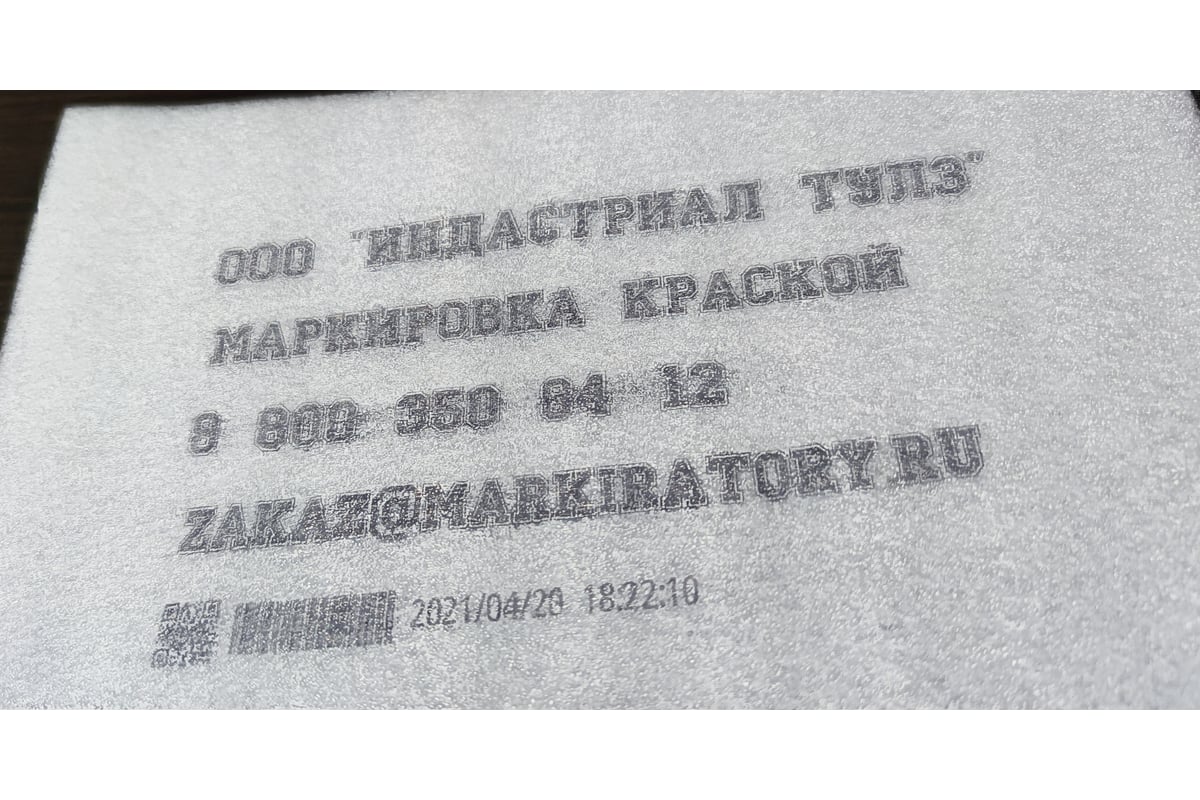 ООО "ИНДАСТРИАЛ ТУЛЗ"
МАРКИРОВКА КРАСКОЙ
8 800 350 84 12
ZAKAZ@MARKIRATORY.RU
2021/04/20 18:22:10